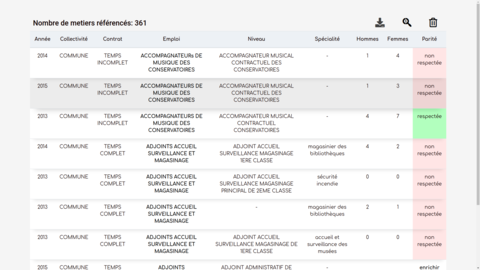 Nombre de metiers référencés: 361
Année Collectivité Contrat Emploi Niveau Spécialité Hommes Femmes Parité
2014 COMMUNE TEMPS INCOMPLET ACCOMPAGNATEURs DE MUSIQUE DES CONSERVATOIRES ACCOMPAGNATEUR MUSICAL CONTRACTUEL DES CONSERVATOIRES - 1 4 non respectée
2015 COMMUNE TEMPS INCOMPLET ACCOMPAGNATEURS DE MUSIQUE DES CONSERVATOIRES ACCOMPAGNATEUR MUSICAL CONTRACTUEL DES CONSERVATOIRES - 1 3 non respectée
2013 COMMUNE TEMPS INCOMPLET ACCOMPAGNATEURS DE MUSIQUE DES CONSERVATOIRES ACCOMPAGNATEUR MUSICAL CONTRACTUEL CONSERVATOIRE - 4 7 respectée
2014 COMMUNE TEMPS COMPLET ADJOINTS ACCUEIL SURVEILLANCE ET MAGASINAGE ADJOINT ACCUEIL SURVEILLANCE MAGASINAGE 1ERE CLASSE magasinier des bibliothèques 4 2 non respectée
2013 COMMUNE TEMPS COMPLET ADJOINTS ACCUEIL SURVEILLANCE ET MAGASINAGE ADJOINT ACCUEIL SURVEILLANCE MAGASINAGE PRINCIPAL DE 2EME CLASSE sécurité incendie 0 0 non respectée
2013 COMMUNE TEMPS COMPLET ADJOINTS ACCUEIL SURVEILLANCE ET MAGASINAGE - magasinier des bibliothèques 2 1 non respectée
2013 COMMUNE TEMPS COMPLET ADJOINTS ACCUEIL SURVEILLANCE ET MAGASINAGE ADJOINT ACCUEIL SURVEILLANCE MAGASINAGE DE 1ERE CLASSE accueil et surveillance des musées 0 0 non respectée
2015 COMMUNE TEMPS ADJOINTS ADJOINT ADMINISTRATIF DE enrichir